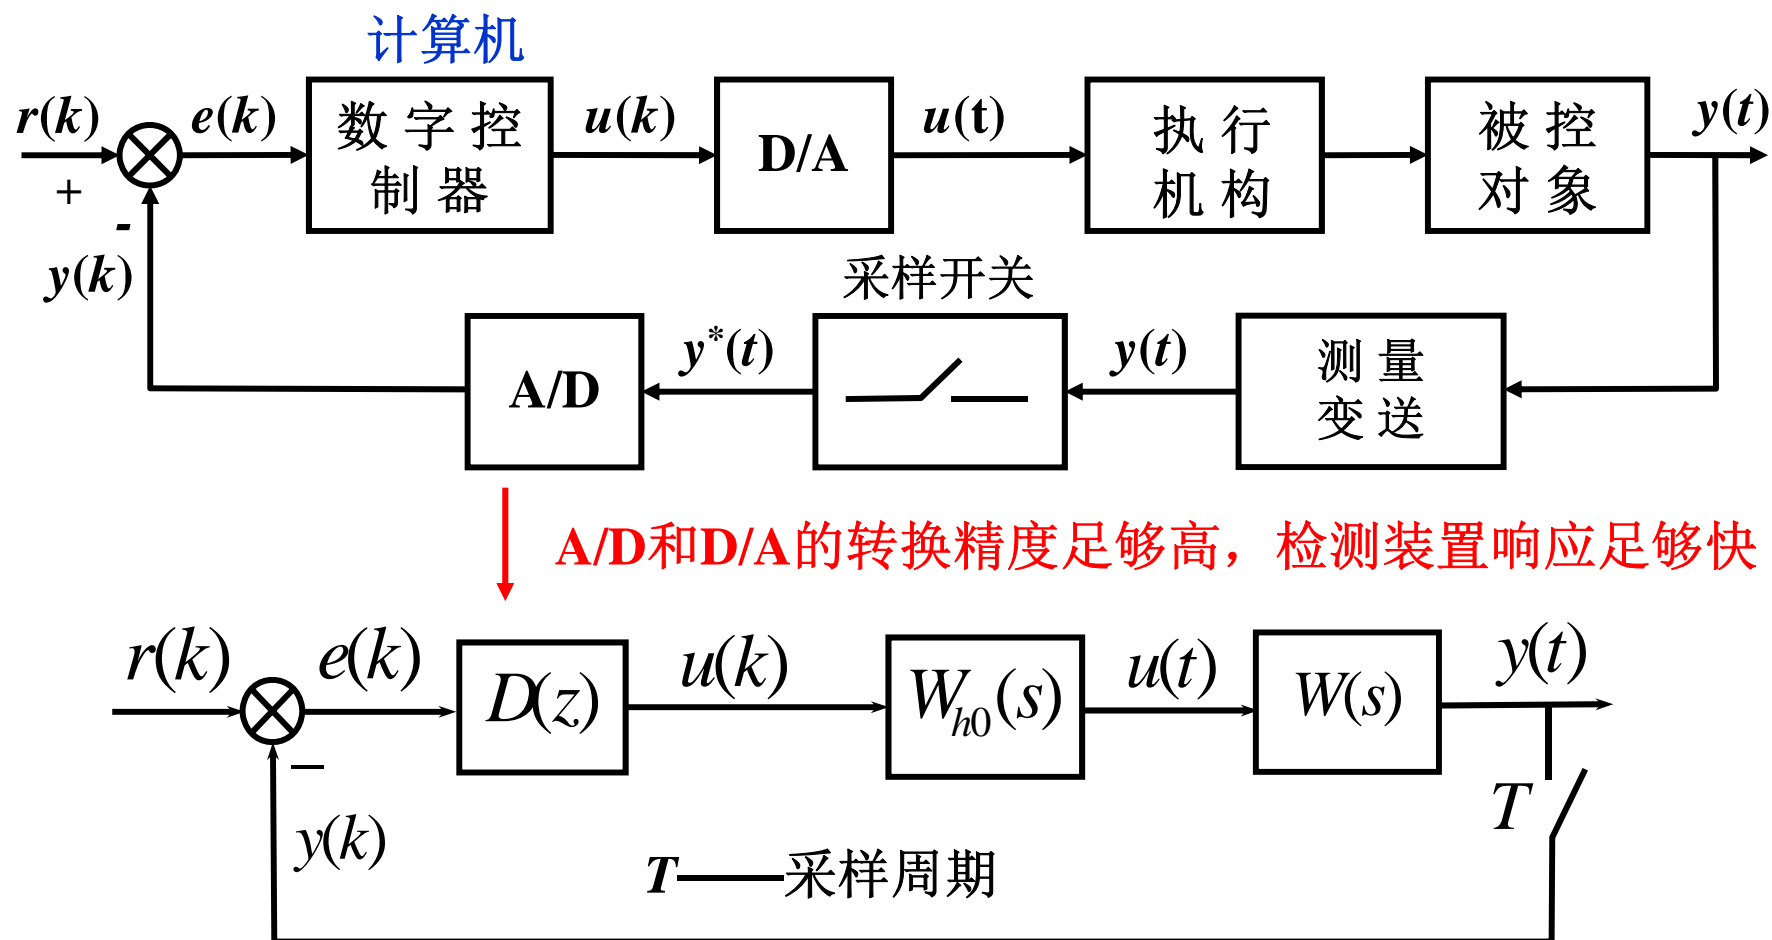 计算机
r(k)
+
-
y(k)
e(k)
数字控
制器
u(k)
D/A
u(t)
执行
机构
被控
对象
y(t)
采样开关
A/D
y*(t)
y(t)
测量
变送
A/D和D/A的转换精度足够高，检测装置响应足够快
r(k)
e(k)
D(z)
u(k)
W_{h0}(s)
u(t)
W(s)
y(t)
−
y(k)
T
T——采样周期